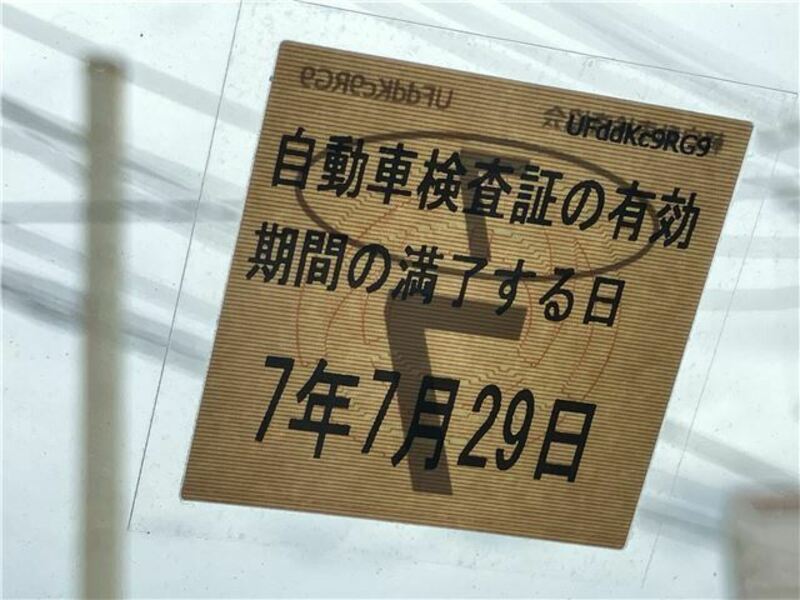 UFddKc9RG9
UFddKc9RG9
自動車検査証の有効
期間の満了する日
7年7月29日